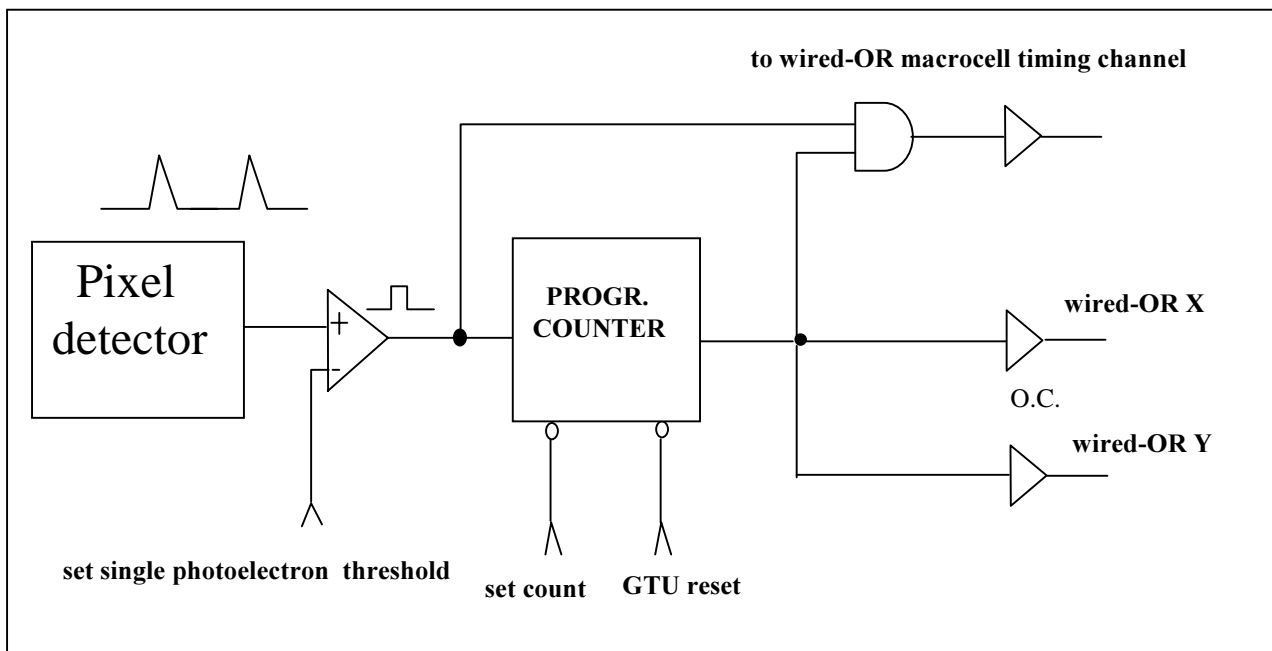 to wired-OR macrocell timing channel
Pixel
detector
+
-
PROGR.
COUNTER
wired-OR X
O.C.
wired-OR Y
set single photoelectron threshold
set count
GTU reset